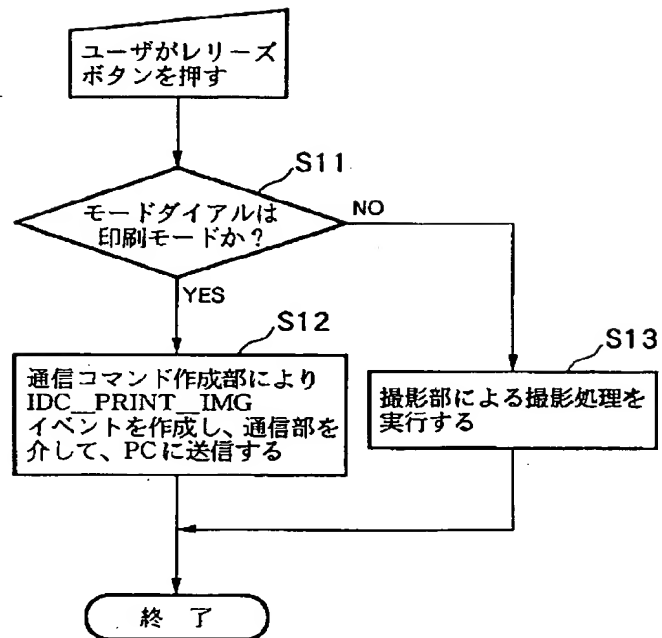 ユーザがレリーズ
ボタンを押す
S11
モードダイアルは
印刷モードか？
NO
YES
S12
通信コマンド作成部により
IDC__PRINT__IMG
イベントを作成し、通信部を
介して、PCに送信する
S13
撮影部による撮影処理を
実行する
終 了